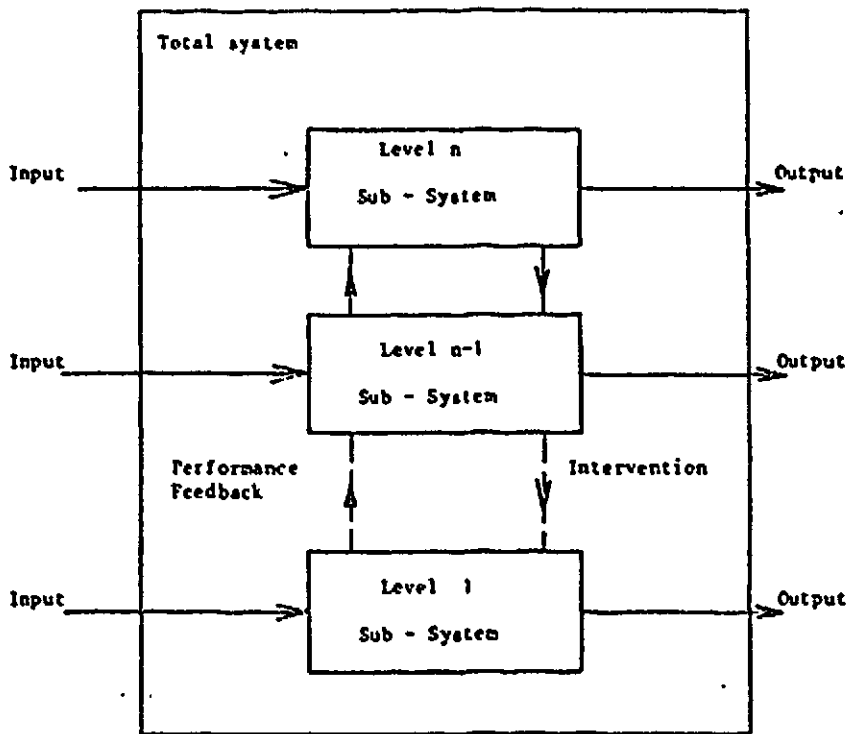 Total system
Level n
Input
Output
Sub - System
Level n-1
Input
Output
Sub - System
Performance
Feedback
Intervention
Level 1
Input
Output
Sub - System